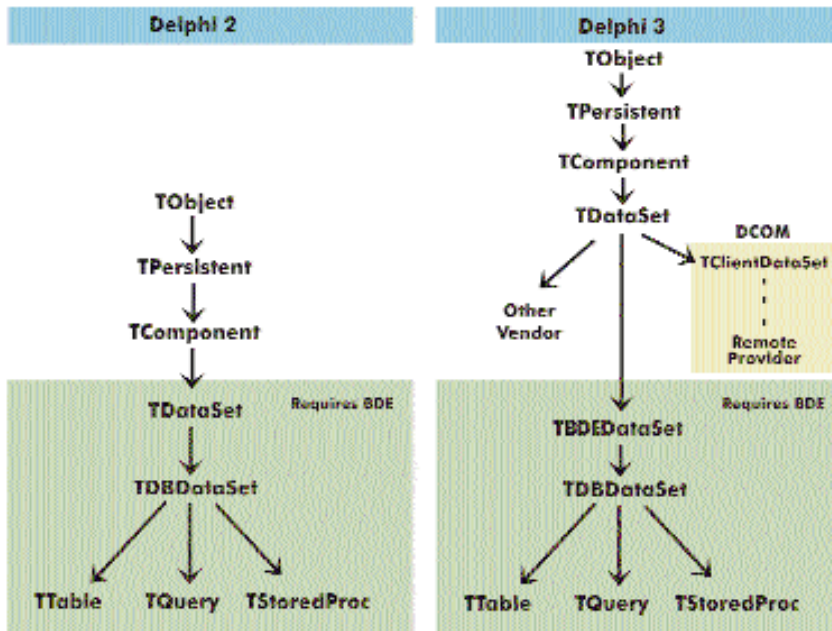 Delphi 2
TObject
TPersistent
TComponent
TDataSet
Requires BDE
TDBDataSet
TTable
TQuery
TStoredProc
Delphi 3
TObject
TPersistent
TComponent
TDataSet
DCOM
TClientDataSet
Other
Vendor
Remote
Provider
Requires BDE
TBDEDataSet
TDBDataSet
TTable
TQuery
TStoredProc